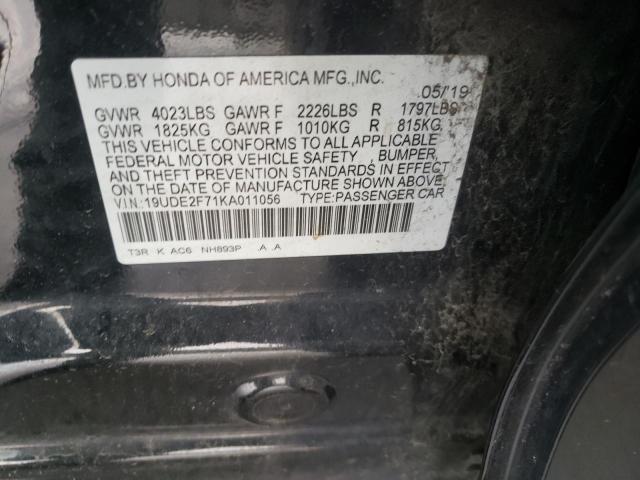 MFD.BY HONDA OF AMERICA MFG.,INC. 05/19
GVWR 4023LBS GAWR F 2226LBS R 1797LBS
GVWR 1825KG GAWR F 1010KG R 815KG
THIS VEHICLE CONFORMS TO ALL APPLICABLE
FEDERAL MOTOR VEHICLE SAFETY , BUMPER,
AND THEFT PREVENTION STANDARDS IN EFFECT
ON THE DATE OF MANUFACTURE SHOWN ABOVE.
VIN: 19UDE2F71KA011056 TYPE:PASSENGER CAR
T3R K AC6 NH893P .A .A